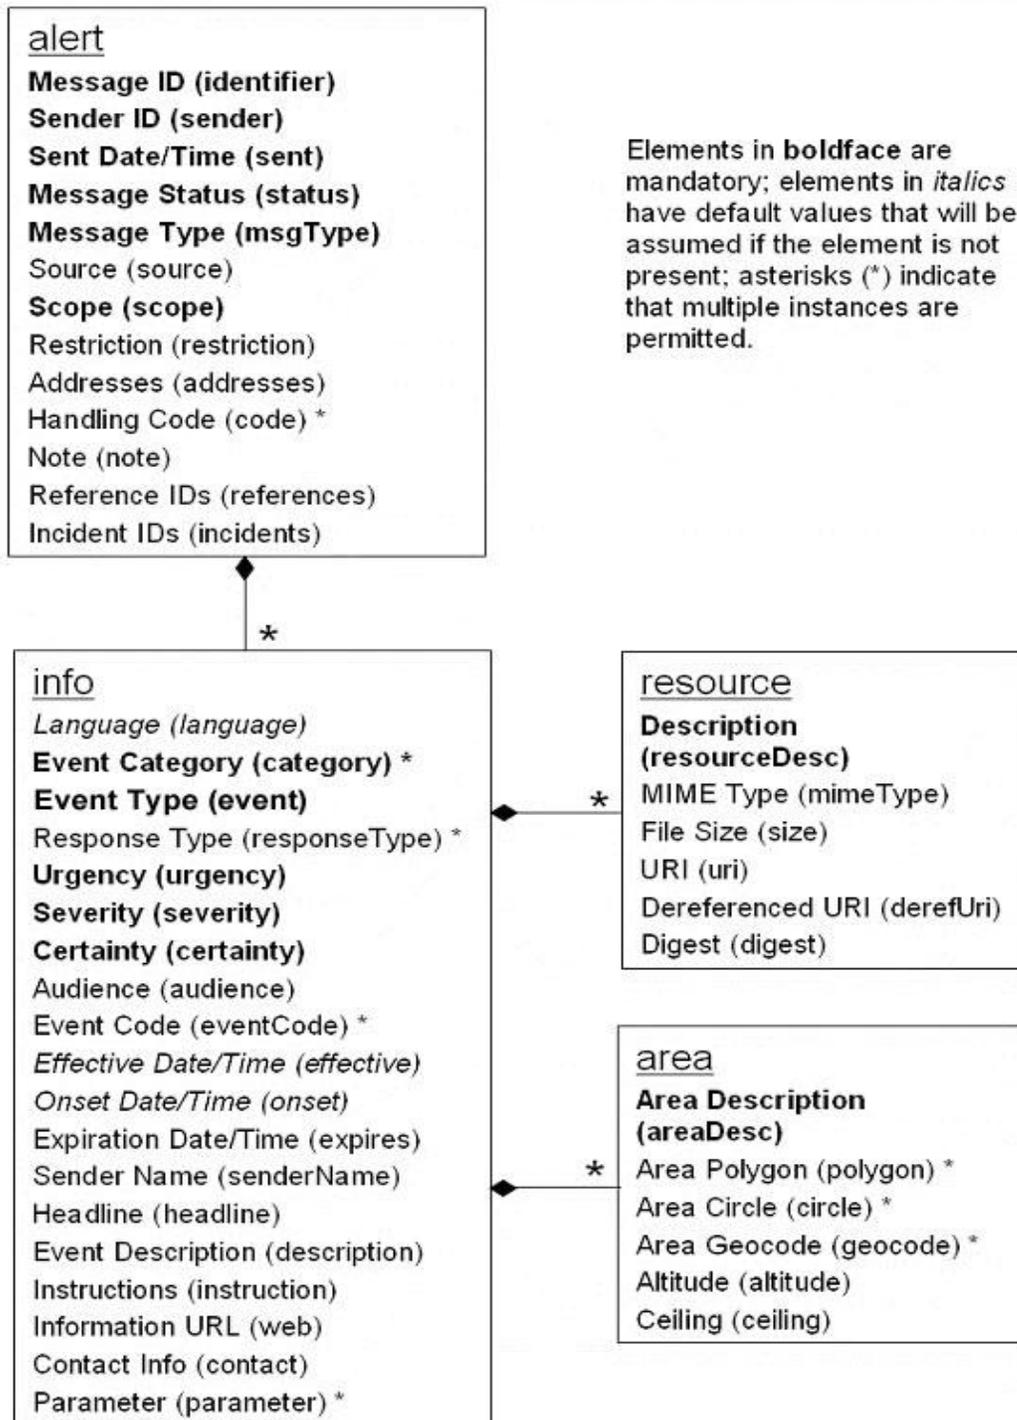 alert
Message ID (identifier)
Sender ID (sender)
Sent Date/Time (sent)
Message Status (status)
Message Type (msgType)
Source (source)
Scope (scope)
Restriction (restriction)
Addresses (addresses)
Handling Code (code) *
Note (note)
Reference IDs (references)
Incident IDs (incidents)
Elements in boldface are
mandatory; elements in italics
have default values that will be
assumed if the element is not
present; asterisks (*) indicate
that multiple instances are
permitted.
*
info
Language (language)
Event Category (category) *
Event Type (event)
Response Type (responseType) *
Urgency (urgency)
Severity (severity)
Certainty (certainty)
Audience (audience)
Event Code (eventCode) *
Effective Date/Time (effective)
Onset Date/Time (onset)
Expiration Date/Time (expires)
Sender Name (senderName)
Headline (headline)
Event Description (description)
Instructions (instruction)
Information URL (web)
Contact Info (contact)
Parameter (parameter) *
*
resource
Description
(resourceDesc)
MIME Type (mimeType)
File Size (size)
URI (uri)
Dereferenced URI (derefUri)
Digest (digest)
*
area
Area Description
(areaDesc)
Area Polygon (polygon) *
Area Circle (circle) *
Area Geocode (geocode) *
Altitude (altitude)
Ceiling (ceiling)